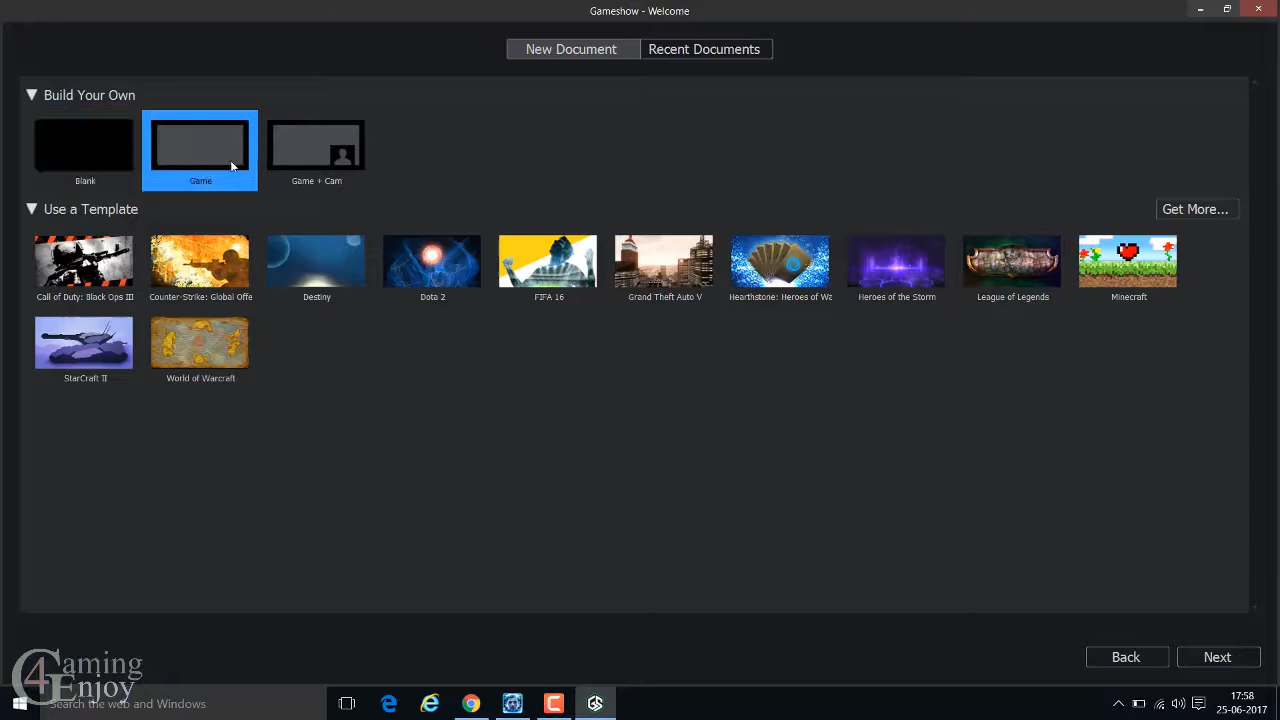 Gameshow - Welcome
New Document
Recent Documents
Build Your Own
Blank
Game
Game + Cam
Use a Template
Get More...
Call of Duty: Black Ops III
Counter-Strike: Global Offe
Destiny
Dota 2
FIFA 16
Grand Theft Auto V
Hearthstone: Heroes of Wa
Heroes of the Storm
League of Legends
Minecraft
StarCraft II
World of Warcraft
Back
Next
Gaming
4
Enjoy
Search the web and Windows
17:58
25-06-2017